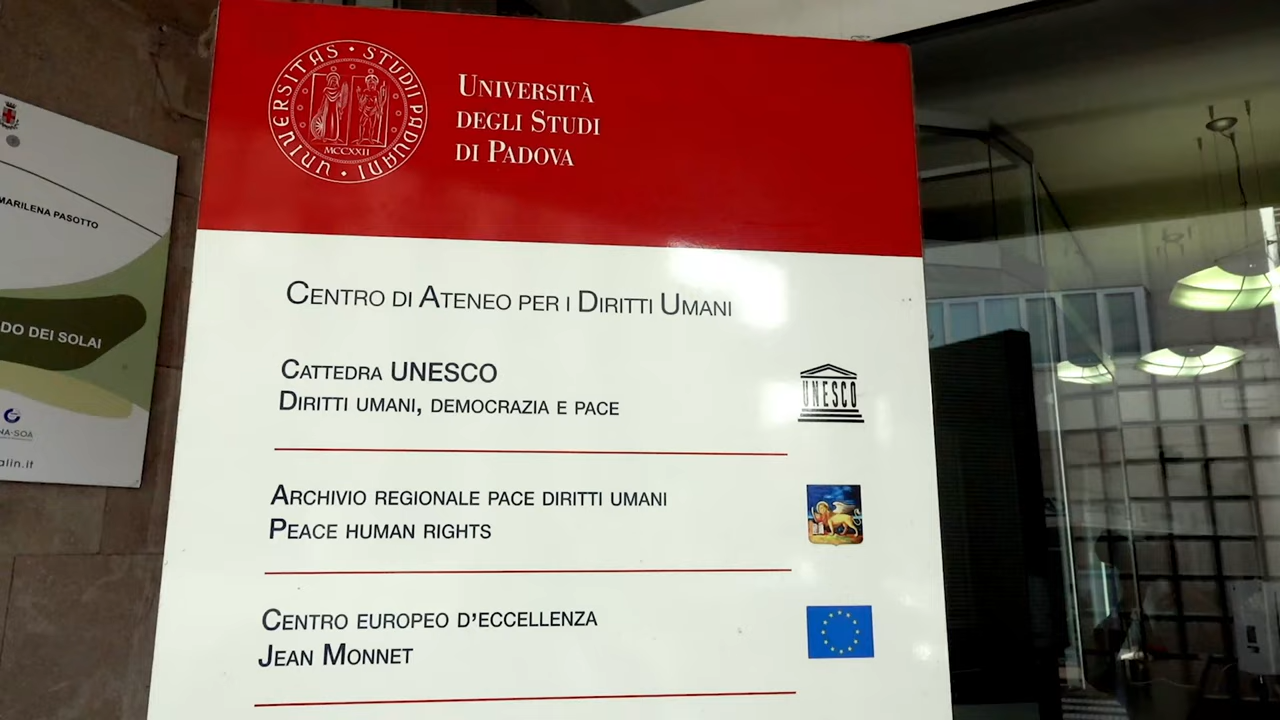 UNIVERSITAS • STUDII PADUANI •
MCCXXII
UNIVERSITÀ
DEGLI STUDI
DI PADOVA
MARILENA PASOTTO
DO DEI SOLAI
NA-SOA
alin.it
CENTRO DI ATENEO PER I DIRITTI UMANI
CATTEDRA UNESCO
DIRITTI UMANI, DEMOCRAZIA E PACE
UNESCO
ARCHIVIO REGIONALE PACE DIRITTI UMANI
PEACE HUMAN RIGHTS
CENTRO EUROPEO D'ECCELLENZA
JEAN MONNET